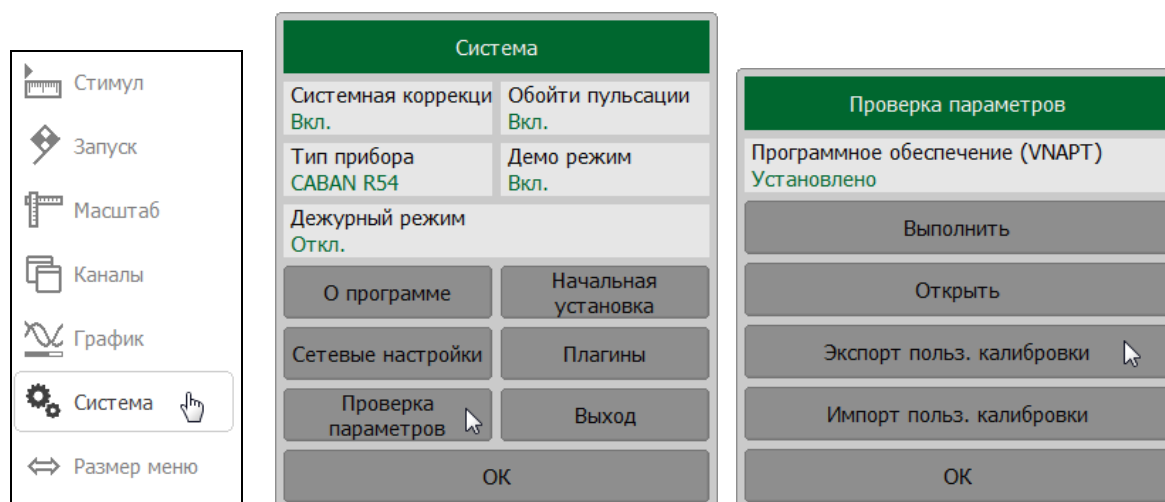 Стимул
Запуск
Масштаб
Каналы
График
Система
Размер меню
Система
Системная коррекци
Вкл.
Обойти пульсации
Вкл.
Тип прибора
CABAN R54
Демо режим
Вкл.
Дежурный режим
Откл.
О программе
Начальная
установка
Сетевые настройки
Плагины
Проверка
параметров
Выход
ОК
Проверка параметров
Программное обеспечение (VNAPT)
Установлено
Выполнить
Открыть
Экспорт польз. калибровки
Импорт польз. калибровки
ОК